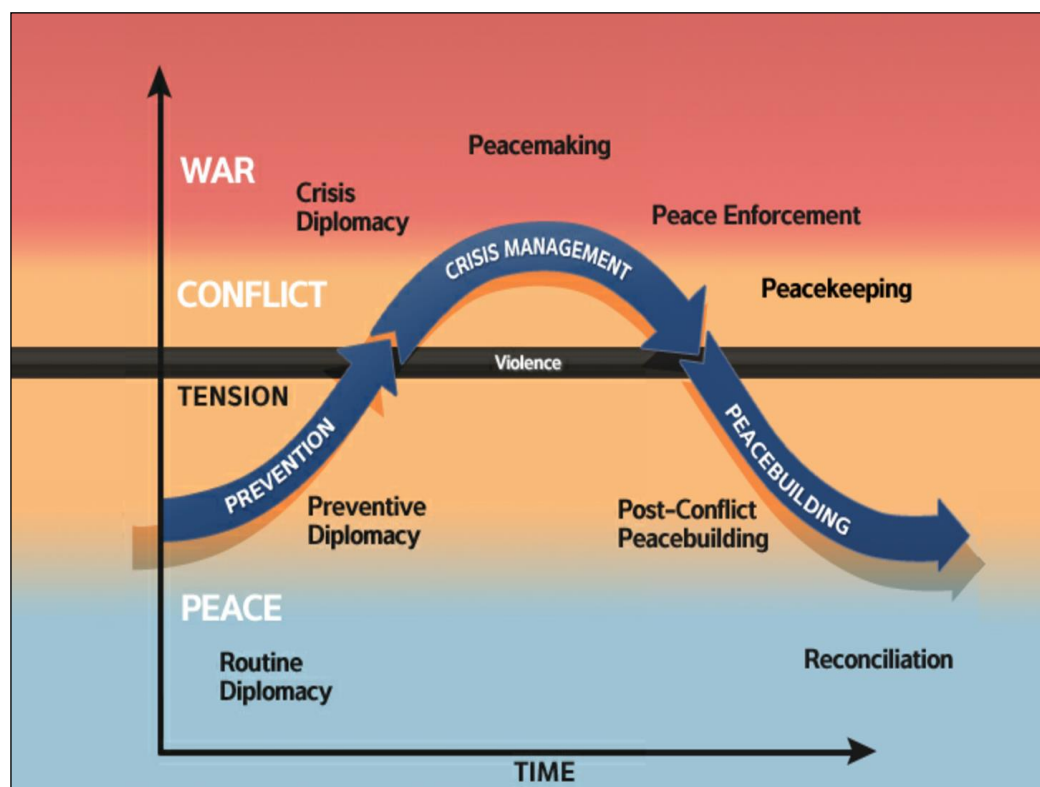 Peacemaking
WAR
Crisis
Diplomacy
Peace Enforcement
CRISIS MANAGEMENT
CONFLICT
Peacekeeping
Violence
TENSION
PREVENTION
PEACEBUILDING
Preventive
Diplomacy
Post-Conflict
Peacebuilding
PEACE
Routine
Diplomacy
Reconciliation
TIME